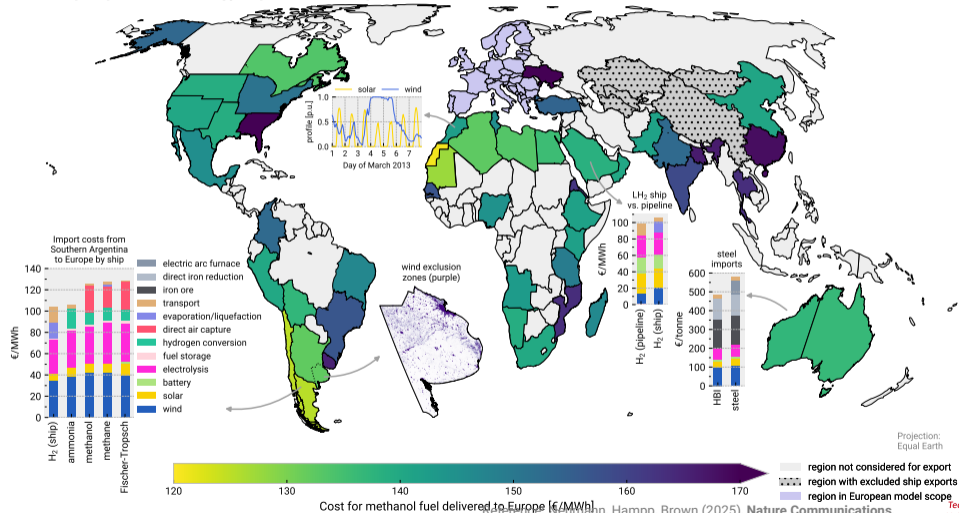 solar wind
profile [p.u.]
1.0
0.5
0.0
1 2 3 4 5 6 7
Day of March 2013
LH2 ship
vs. pipeline
€/MWh
100
80
60
40
20
0
H2 (pipeline)
H2 (ship)
steel
imports
€/tonne
600
500
400
300
200
100
0
HBI
steel
wind exclusion
zones (purple)
Import costs from
Southern Argentina
to Europe by ship
€/MWh
140
120
100
80
60
40
20
0
H2 (ship)
ammonia
methanol
methane
Fischer-Tropsch
electric arc furnace
direct iron reduction
iron ore
transport
evaporation/liquefaction
direct air capture
hydrogen conversion
fuel storage
electrolysis
battery
solar
wind
Projection:
Equal Earth
120 130 140 150 160 170
Cost for methanol fuel delivered to Europe [€/MWh]
region not considered for export
region with excluded ship exports
region in European model scope
Hampp, Brown (2025), Nature Communications